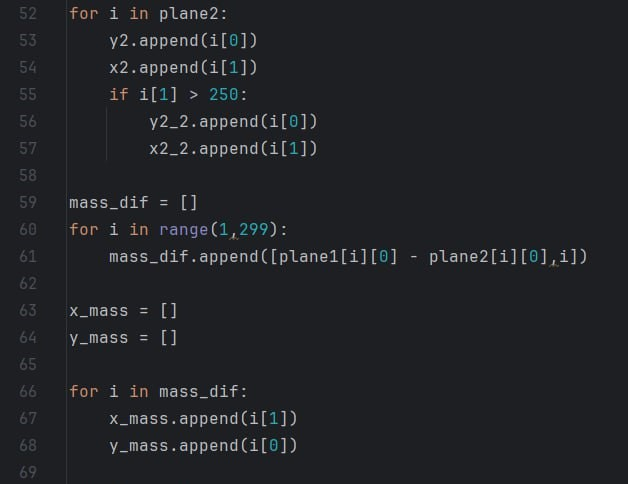 52 for i in plane2:
53     y2.append(i[0])
54     x2.append(i[1])
55     if i[1] > 250:
56         y2_2.append(i[0])
57         x2_2.append(i[1])
58
59 mass_dif = []
60 for i in range(1,299):
61     mass_dif.append([plane1[i][0] - plane2[i][0],i])
62
63 x_mass = []
64 y_mass = []
65
66 for i in mass_dif:
67     x_mass.append(i[1])
68     y_mass.append(i[0])
69